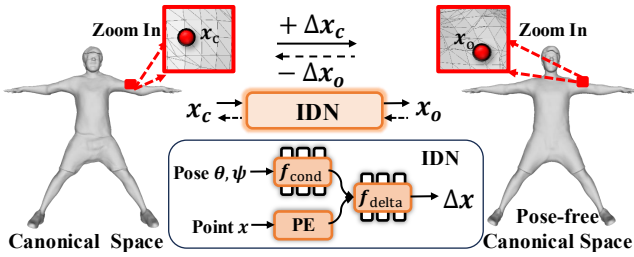 Zoom In
x_c
+ Δx_c
− Δx_o
x_o
Zoom In
x_c
IDN
x_o
IDN
Pose θ, ψ
f_cond
f_delta
Δx
Point x
PE
Canonical Space
Pose-free
Canonical Space